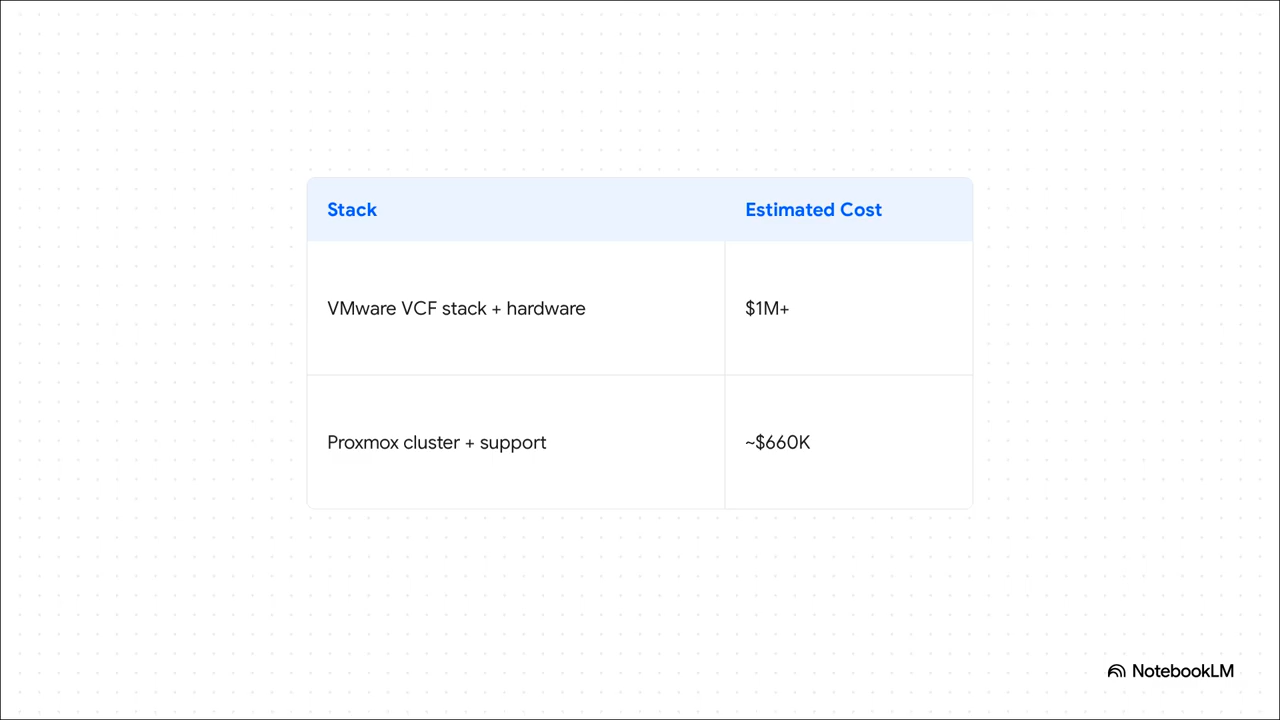 Stack Estimated Cost
VMware VCF stack + hardware $1M+
Proxmox cluster + support ~$660K
NotebookLM